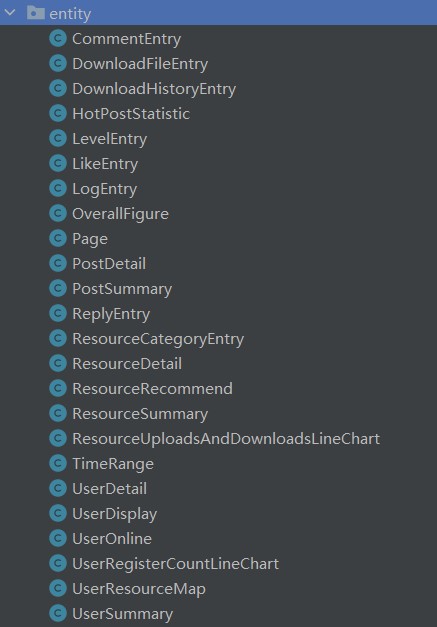 entity
CommentEntry
DownloadFileEntry
DownloadHistoryEntry
HotPostStatistic
LevelEntry
LikeEntry
LogEntry
OverallFigure
Page
PostDetail
PostSummary
ReplyEntry
ResourceCategoryEntry
ResourceDetail
ResourceRecommend
ResourceSummary
ResourceUploadsAndDownloadsLineChart
TimeRange
UserDetail
UserDisplay
UserOnline
UserRegisterCountLineChart
UserResourceMap
UserSummary